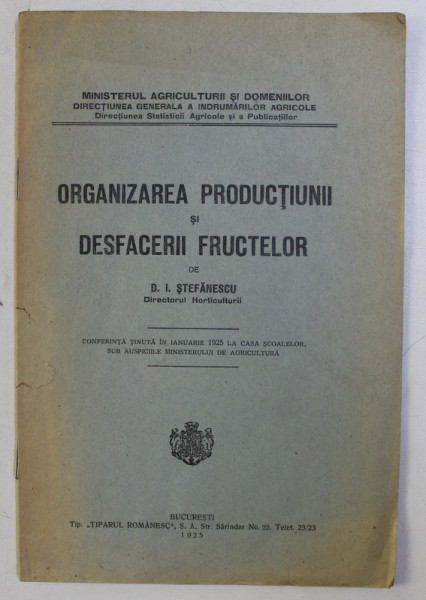 MINISTERUL AGRICULTURII ŞI DOMENIILOR
DIRECŢIUNEA GENERALA A INDRUMĂRILOR AGRICOLE
Direcţiunea Statisticii Agricole şi a Publicaţiilor
ORGANIZAREA PRODUCŢIUNII
ŞI
DESFACERII FRUCTELOR
DE
D. I. ŞTEFĂNESCU
Directorul Horticulturii
CONFERINŢĂ ŢINUTĂ ÎN IANUARIE 1925 LA CASA ŞCOALELOR,
SUB AUSPICIILE MINISTERULUI DE AGRICULTURĂ
BUCUREŞTI
Tip. „TIPARUL ROMÂNESC", S. A. Str. Sărindar No. 22. Telef. 23/23
1925